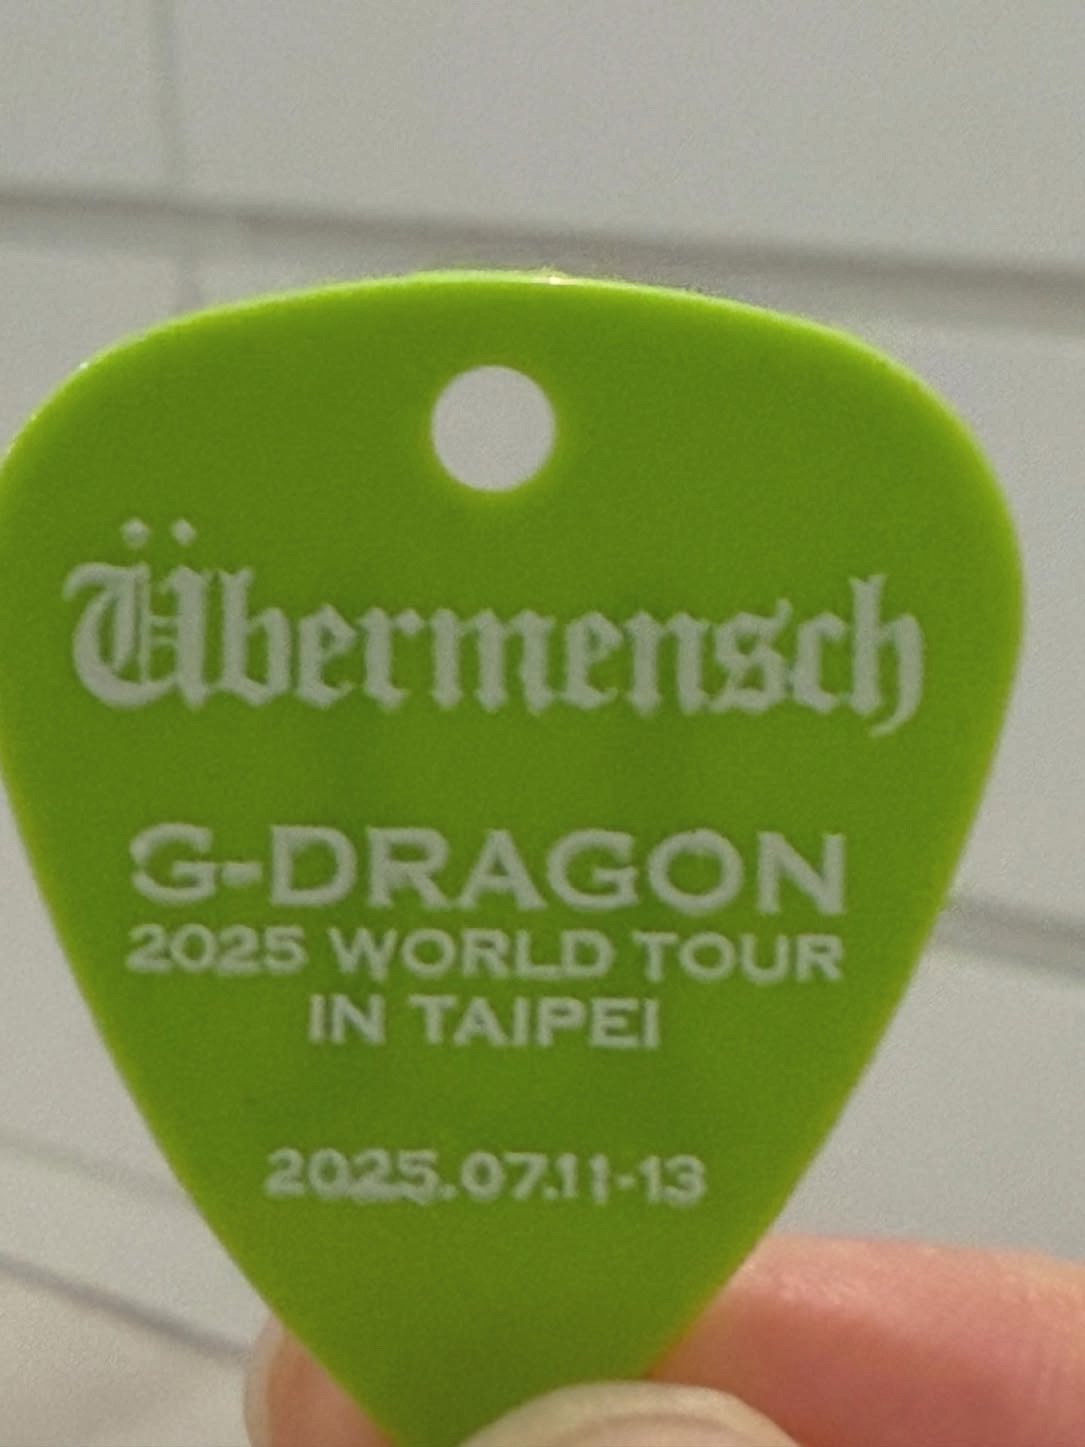 Übermensch
G-DRAGON
2025 WORLD TOUR
IN TAIPEI
2025.07.11-13